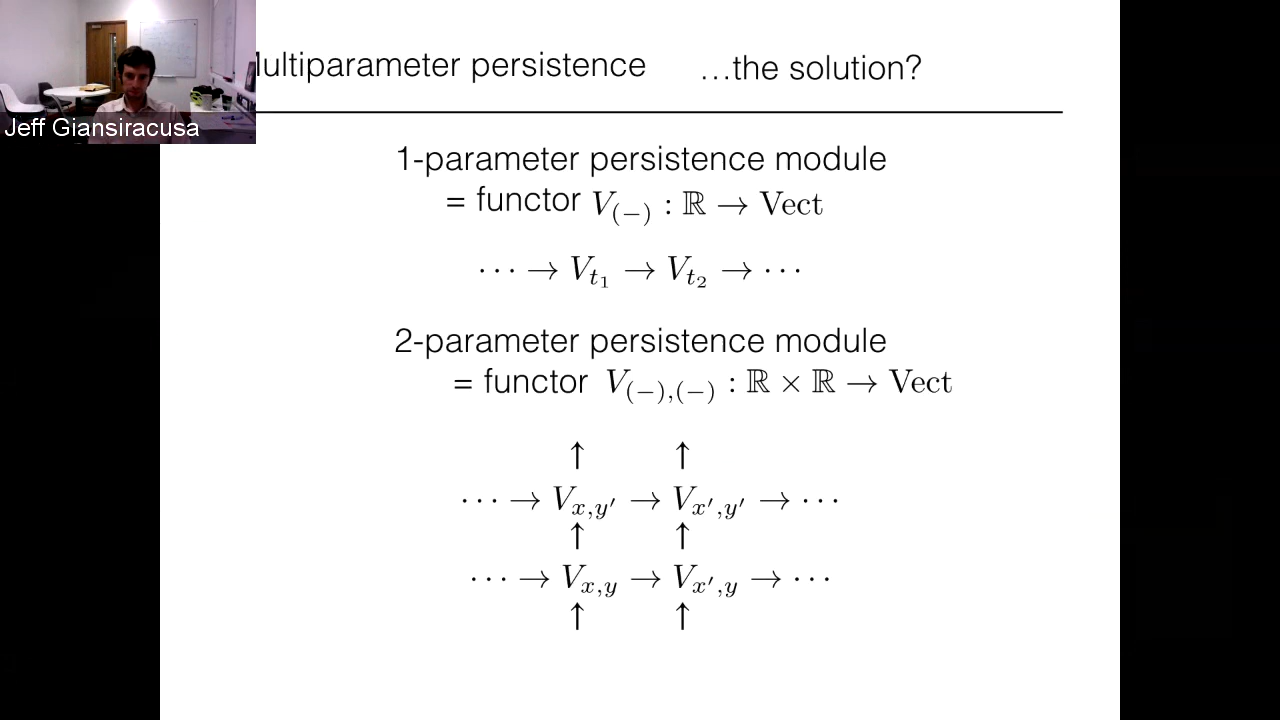 ultiparameter persistence …the solution?
Jeff Giansiracusa
1-parameter persistence module
= functor V_{(−)} : ℝ → Vect
··· → V_{t_1} → V_{t_2} → ···
2-parameter persistence module
= functor V_{(−),(−)} : ℝ × ℝ → Vect
↑ ↑
··· → V_{x,y′} → V_{x′,y′} → ···
↑ ↑
··· → V_{x,y} → V_{x′,y} → ···
↑ ↑